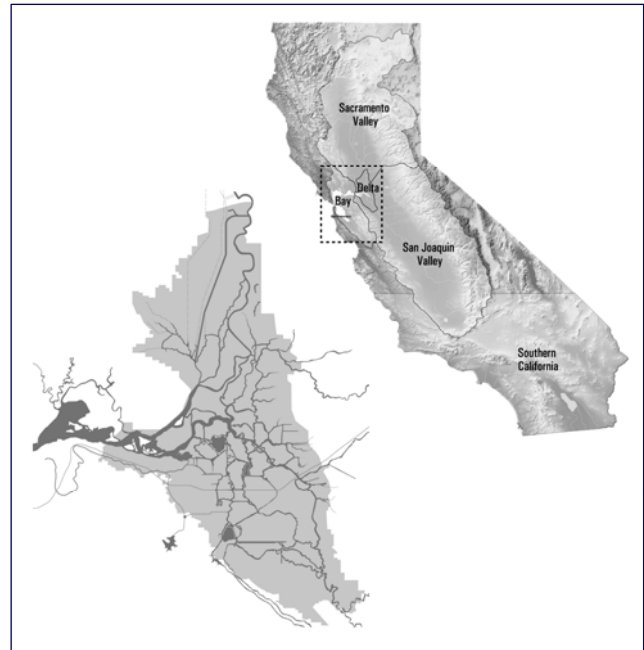 Sacramento
Valley
Delta
Bay
San Joaquin
Valley
Southern
California